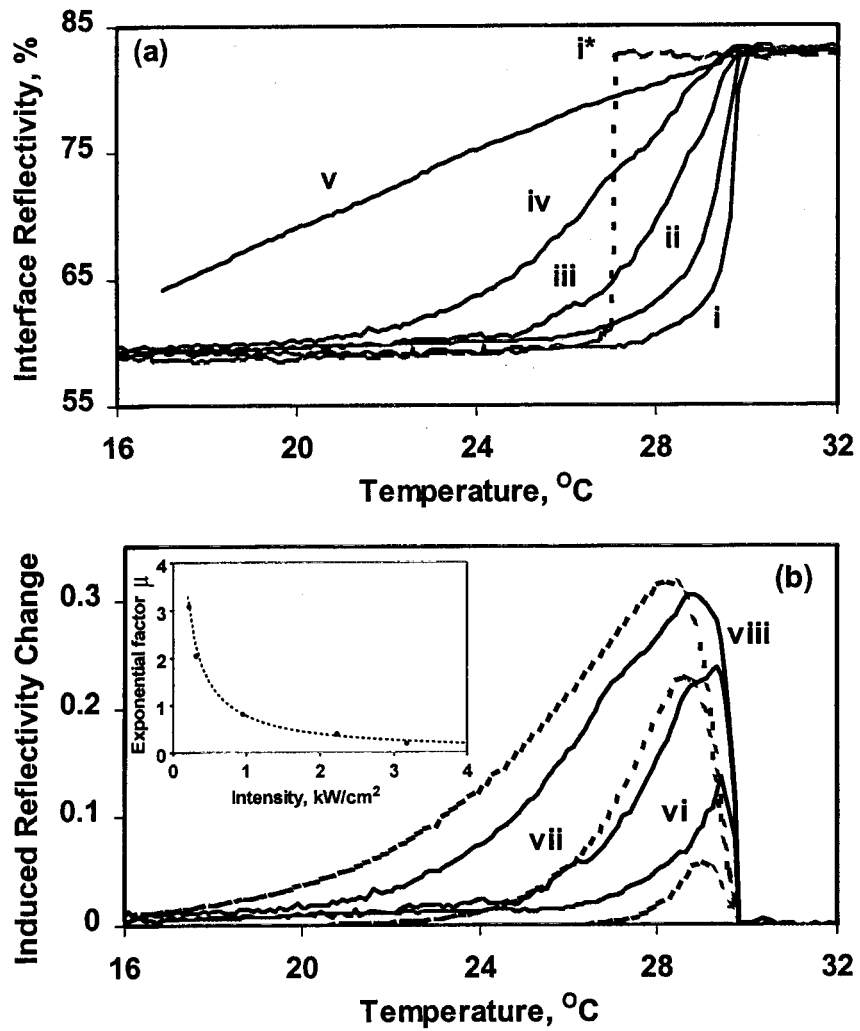 85
(a)
i*
75
v
iv
ii
iii
65
i
55
16
20
24
28
32
Interface Reflectivity, %
Temperature, °C
(b)
0.3
viii
0.2
vii
vi
0.1
0
16
20
24
28
32
Induced Reflectivity Change
Temperature, °C
4
3
2
1
0
0
1
2
3
4
Exponential factor μ
Intensity, kW/cm²